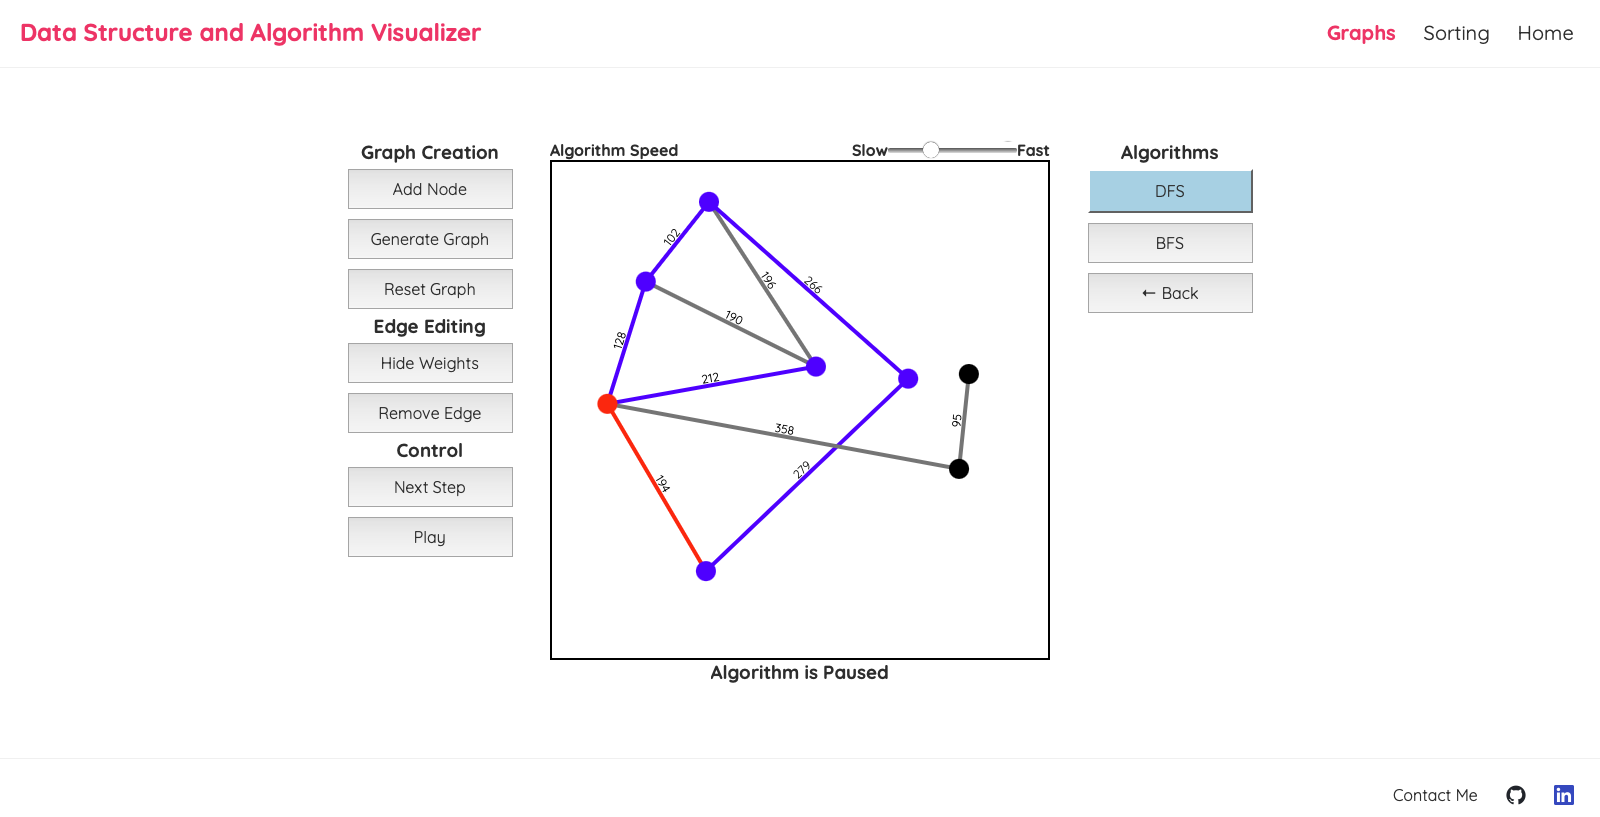 Data Structure and Algorithm Visualizer
Graphs Sorting Home
Graph Creation
Add Node
Generate Graph
Reset Graph
Edge Editing
Hide Weights
Remove Edge
Control
Next Step
Play
Algorithm Speed
Slow Fast
102
196
266
190
128
212
358
95
279
194
Algorithm is Paused
Algorithms
DFS
BFS
← Back
Contact Me
in